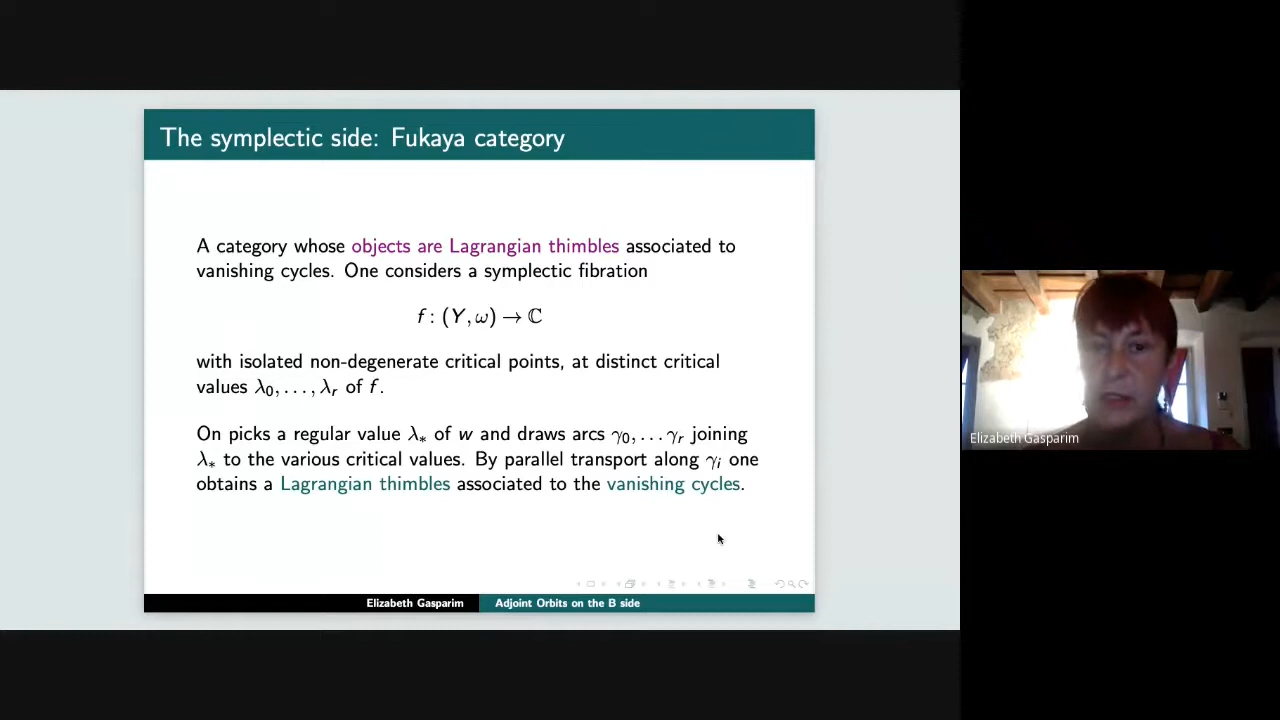 The symplectic side: Fukaya category
A category whose objects are Lagrangian thimbles associated to
vanishing cycles. One considers a symplectic fibration
f: (Y, ω) → ℂ
with isolated non-degenerate critical points, at distinct critical
values λ₀, . . . , λᵣ of f.
On picks a regular value λ∗ of w and draws arcs γ₀, . . . γᵣ joining
λ∗ to the various critical values. By parallel transport along γᵢ one
obtains a Lagrangian thimbles associated to the vanishing cycles.
Elizabeth Gasparim
Adjoint Orbits on the B side
Elizabeth Gasparim